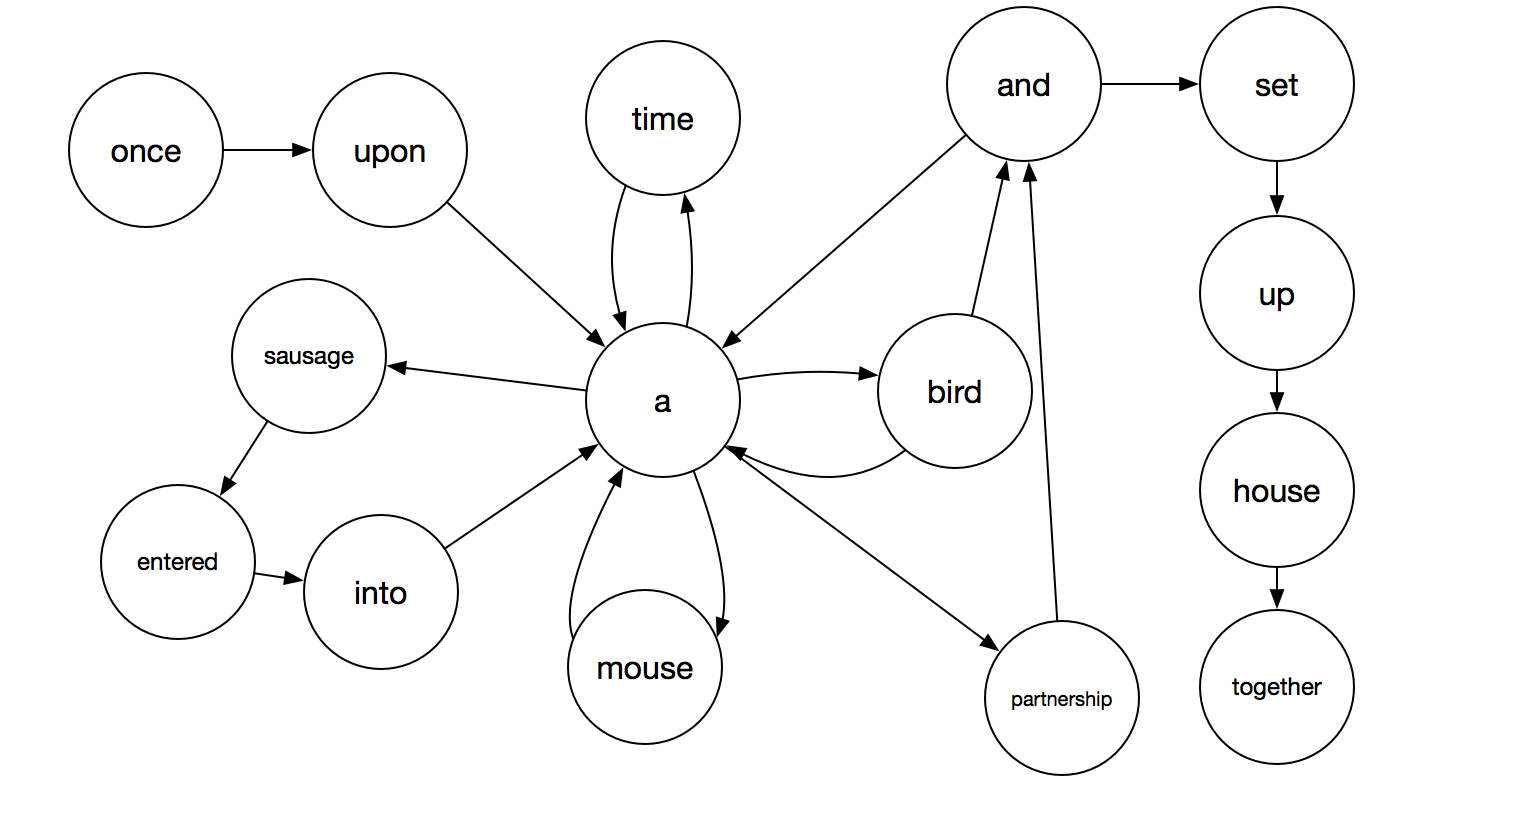 once
upon
time
and
set
sausage
a
bird
up
entered
into
mouse
partnership
house
together